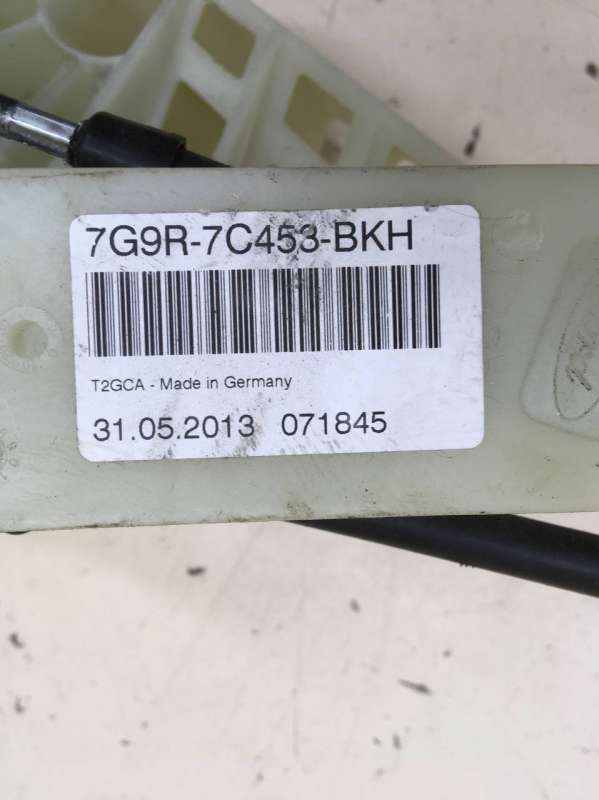 7G9R-7C453-BKH
T2GCA - Made in Germany
31.05.2013 071845